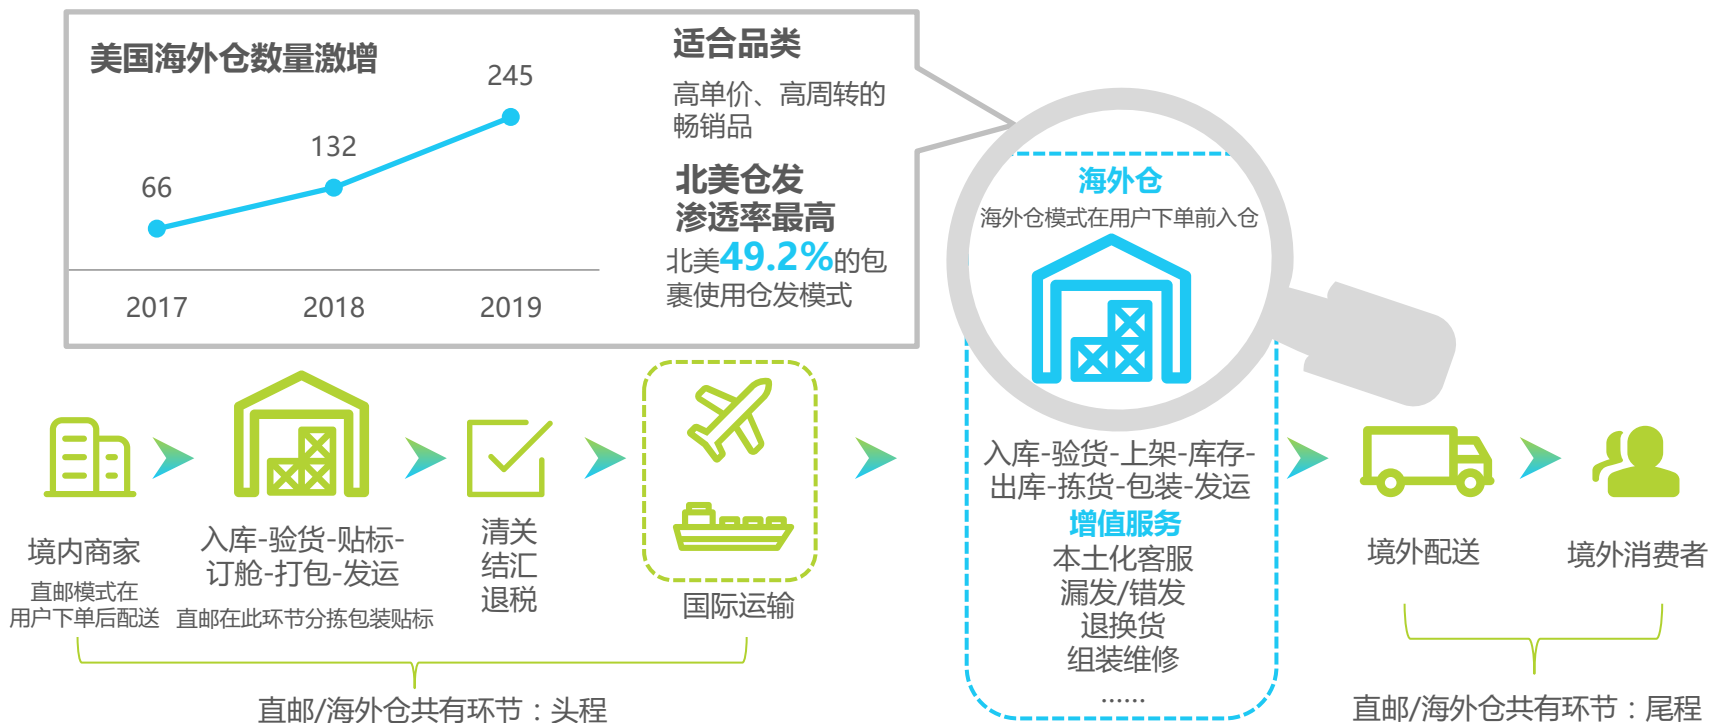 美国海外仓数量激增
66
132
245
2017
2018
2019
适合品类
高单价、高周转的
畅销品
北美仓发
渗透率最高
北美49.2%的包
裹使用仓发模式
海外仓
海外仓模式在用户下单前入仓
境内商家
直邮模式在
用户下单后配送
入库-验货-贴标-
订舱-打包-发运
直邮在此环节分拣包装贴标
清关
结汇
退税
国际运输
入库-验货-上架-库存-
出库-拣货-包装-发运
增值服务
本土化客服
漏发/错发
退换货
组装维修
......
境外配送
境外消费者
直邮/海外仓共有环节：头程
直邮/海外仓共有环节：尾程